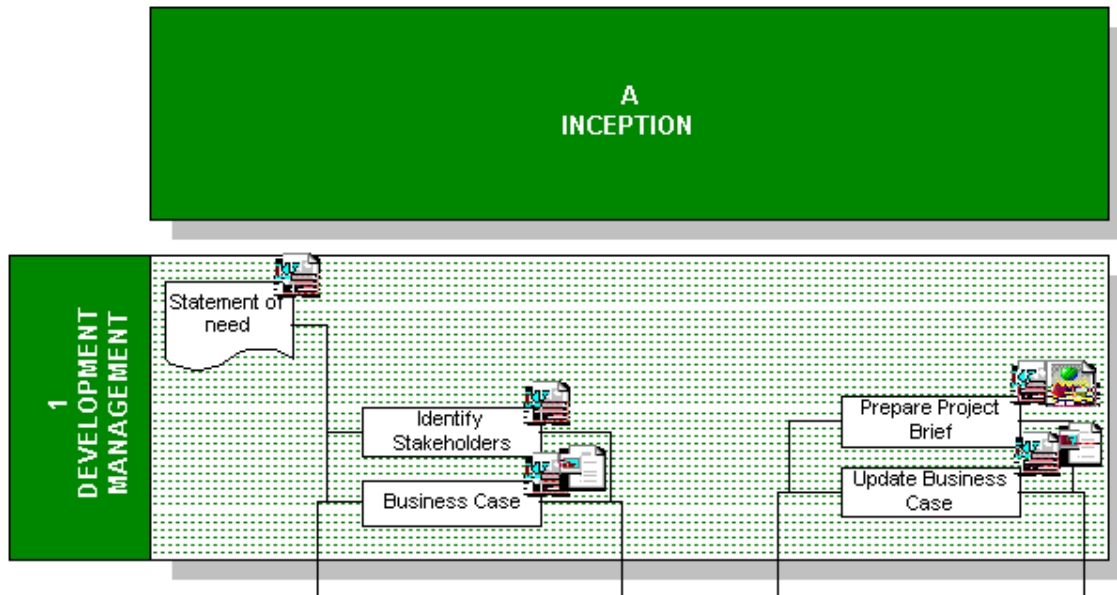 A
INCEPTION
1
DEVELOPMENT
MANAGEMENT
Statement of
need
Identify
Stakeholders
Business Case
Prepare Project
Brief
Update Business
Case